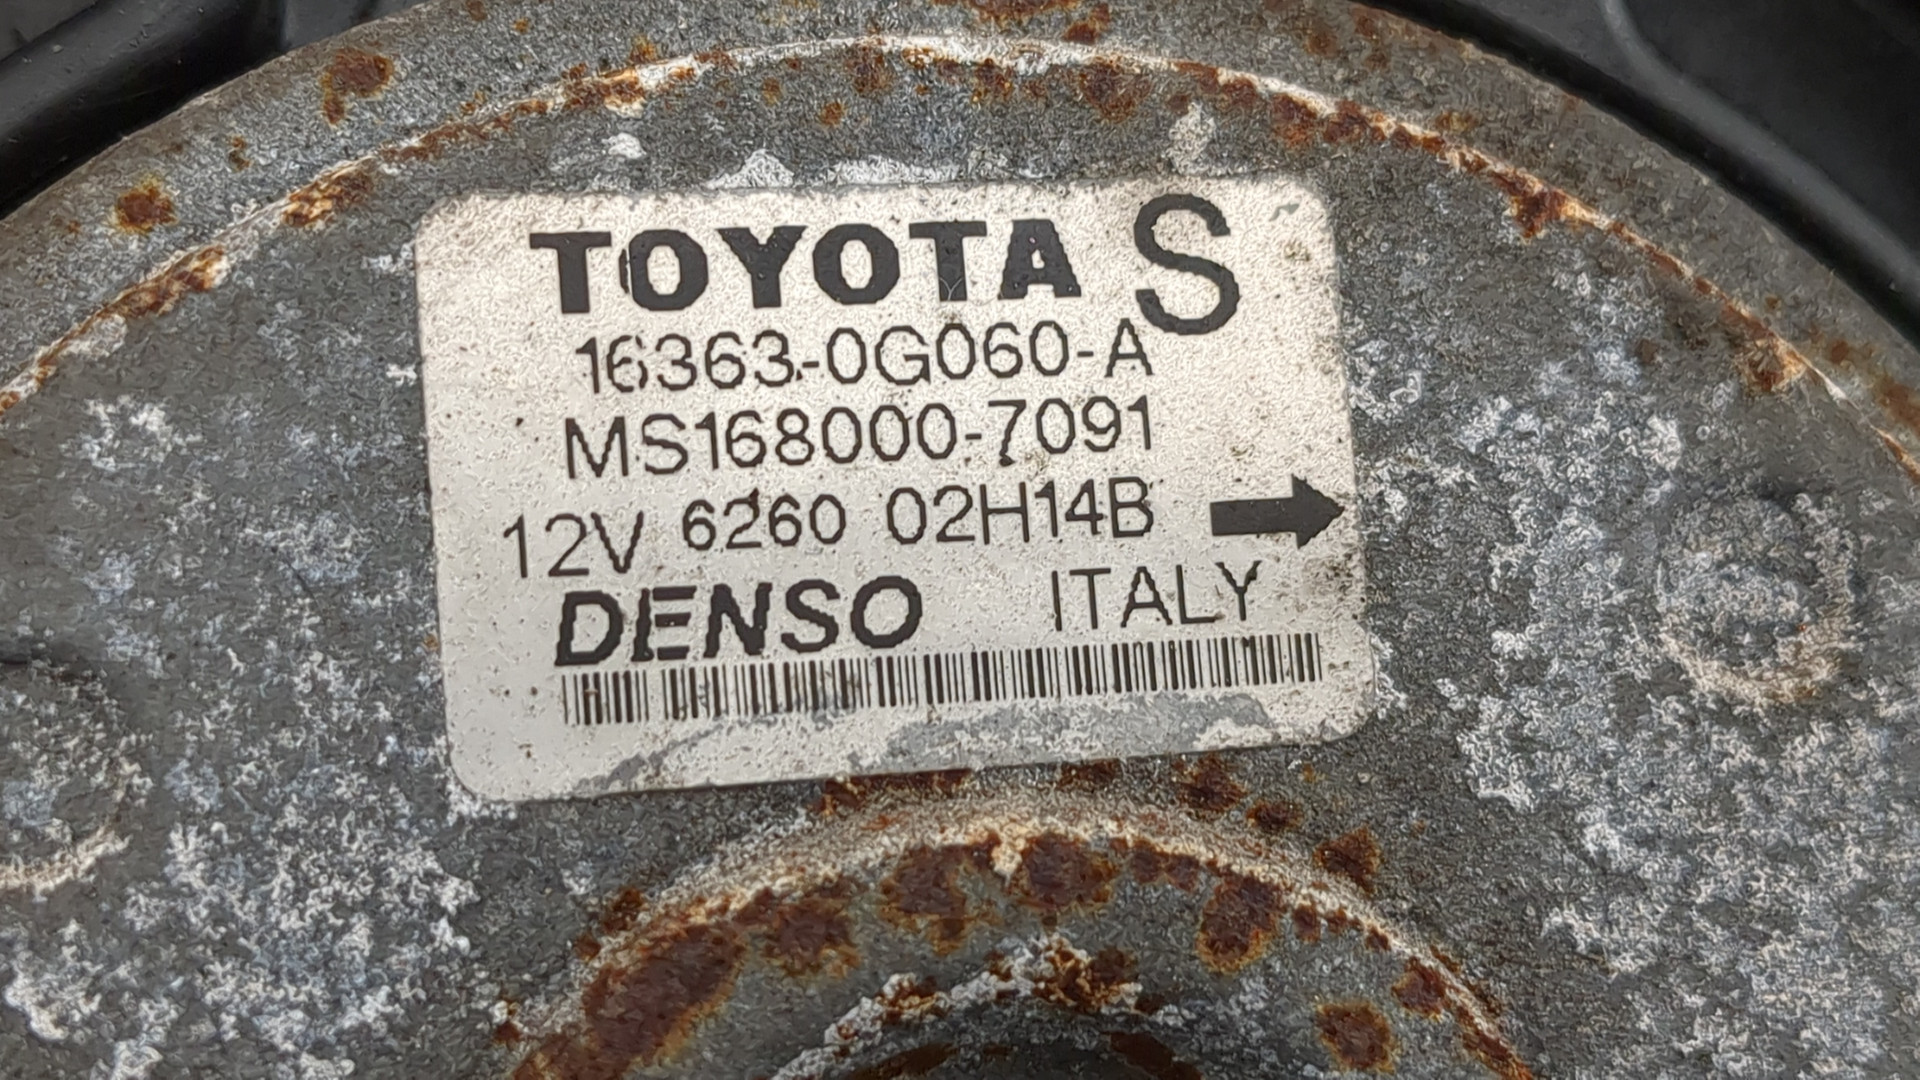 TOYOTA S
16363-0G060-A
MS168000-7091
12V 6260 02H14B
DENSO ITALY